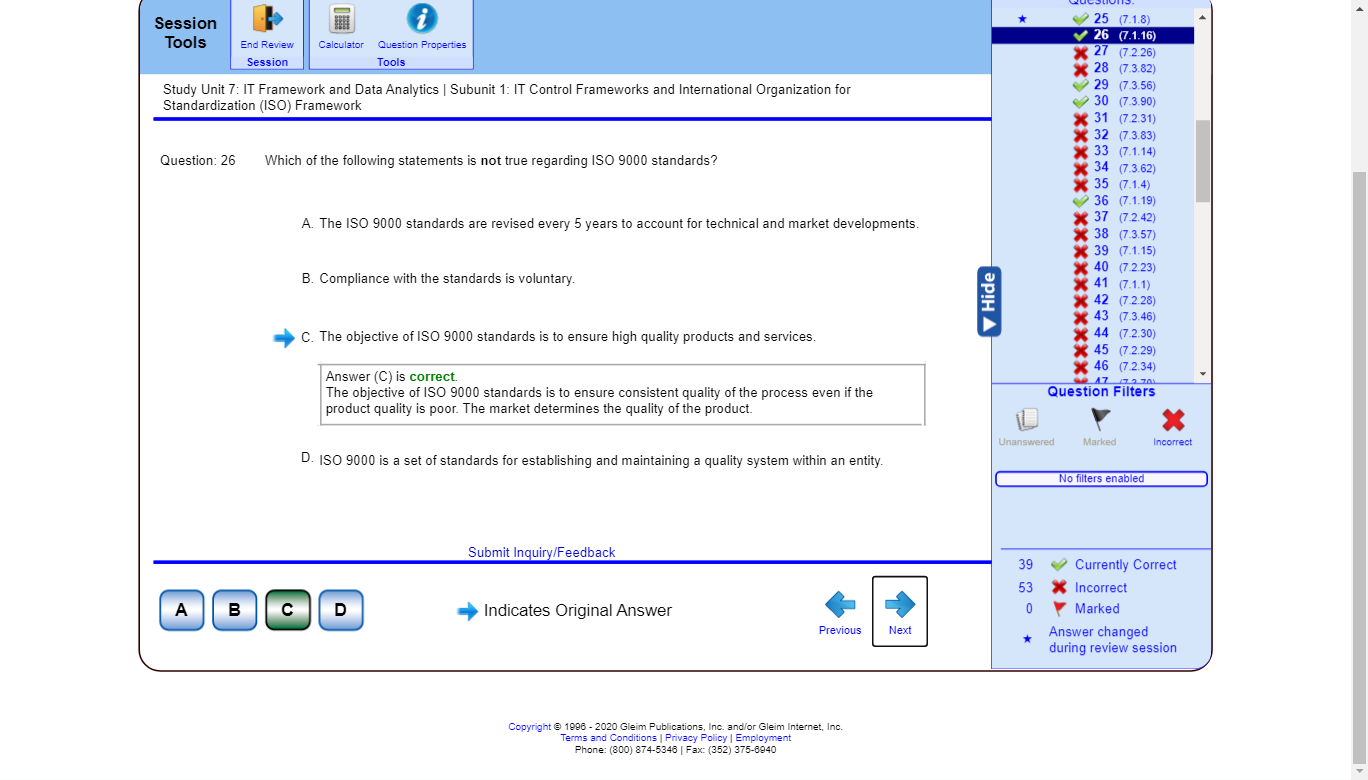 Session
Tools
End Review
Session
Calculator
Question Properties
Tools
Study Unit 7: IT Framework and Data Analytics | Subunit 1: IT Control Frameworks and International Organization for
Standardization (ISO) Framework
Question: 26 Which of the following statements is not true regarding ISO 9000 standards?
A. The ISO 9000 standards are revised every 5 years to account for technical and market developments.
B. Compliance with the standards is voluntary.
C. The objective of ISO 9000 standards is to ensure high quality products and services.
Answer (C) is correct.
The objective of ISO 9000 standards is to ensure consistent quality of the process even if the
product quality is poor. The market determines the quality of the product.
D. ISO 9000 is a set of standards for establishing and maintaining a quality system within an entity.
Submit Inquiry/Feedback
A B C D
Indicates Original Answer
Previous
Next
Hide
Questions:
25 (7.1.8)
26 (7.1.16)
27 (7.2.26)
28 (7.3.82)
29 (7.3.56)
30 (7.3.90)
31 (7.2.31)
32 (7.3.83)
33 (7.1.14)
34 (7.3.62)
35 (7.1.4)
36 (7.1.19)
37 (7.2.42)
38 (7.3.57)
39 (7.1.15)
40 (7.2.23)
41 (7.1.1)
42 (7.2.28)
43 (7.3.46)
44 (7.2.30)
45 (7.2.29)
46 (7.2.34)
47
Question Filters
Unanswered
Marked
Incorrect
No filters enabled
39 Currently Correct
53 Incorrect
0 Marked
Answer changed
during review session
Copyright © 1996 - 2020 Gleim Publications, Inc. and/or Gleim Internet, Inc.
Terms and Conditions | Privacy Policy | Employment
Phone: (800) 874-5346 | Fax: (352) 375-6940